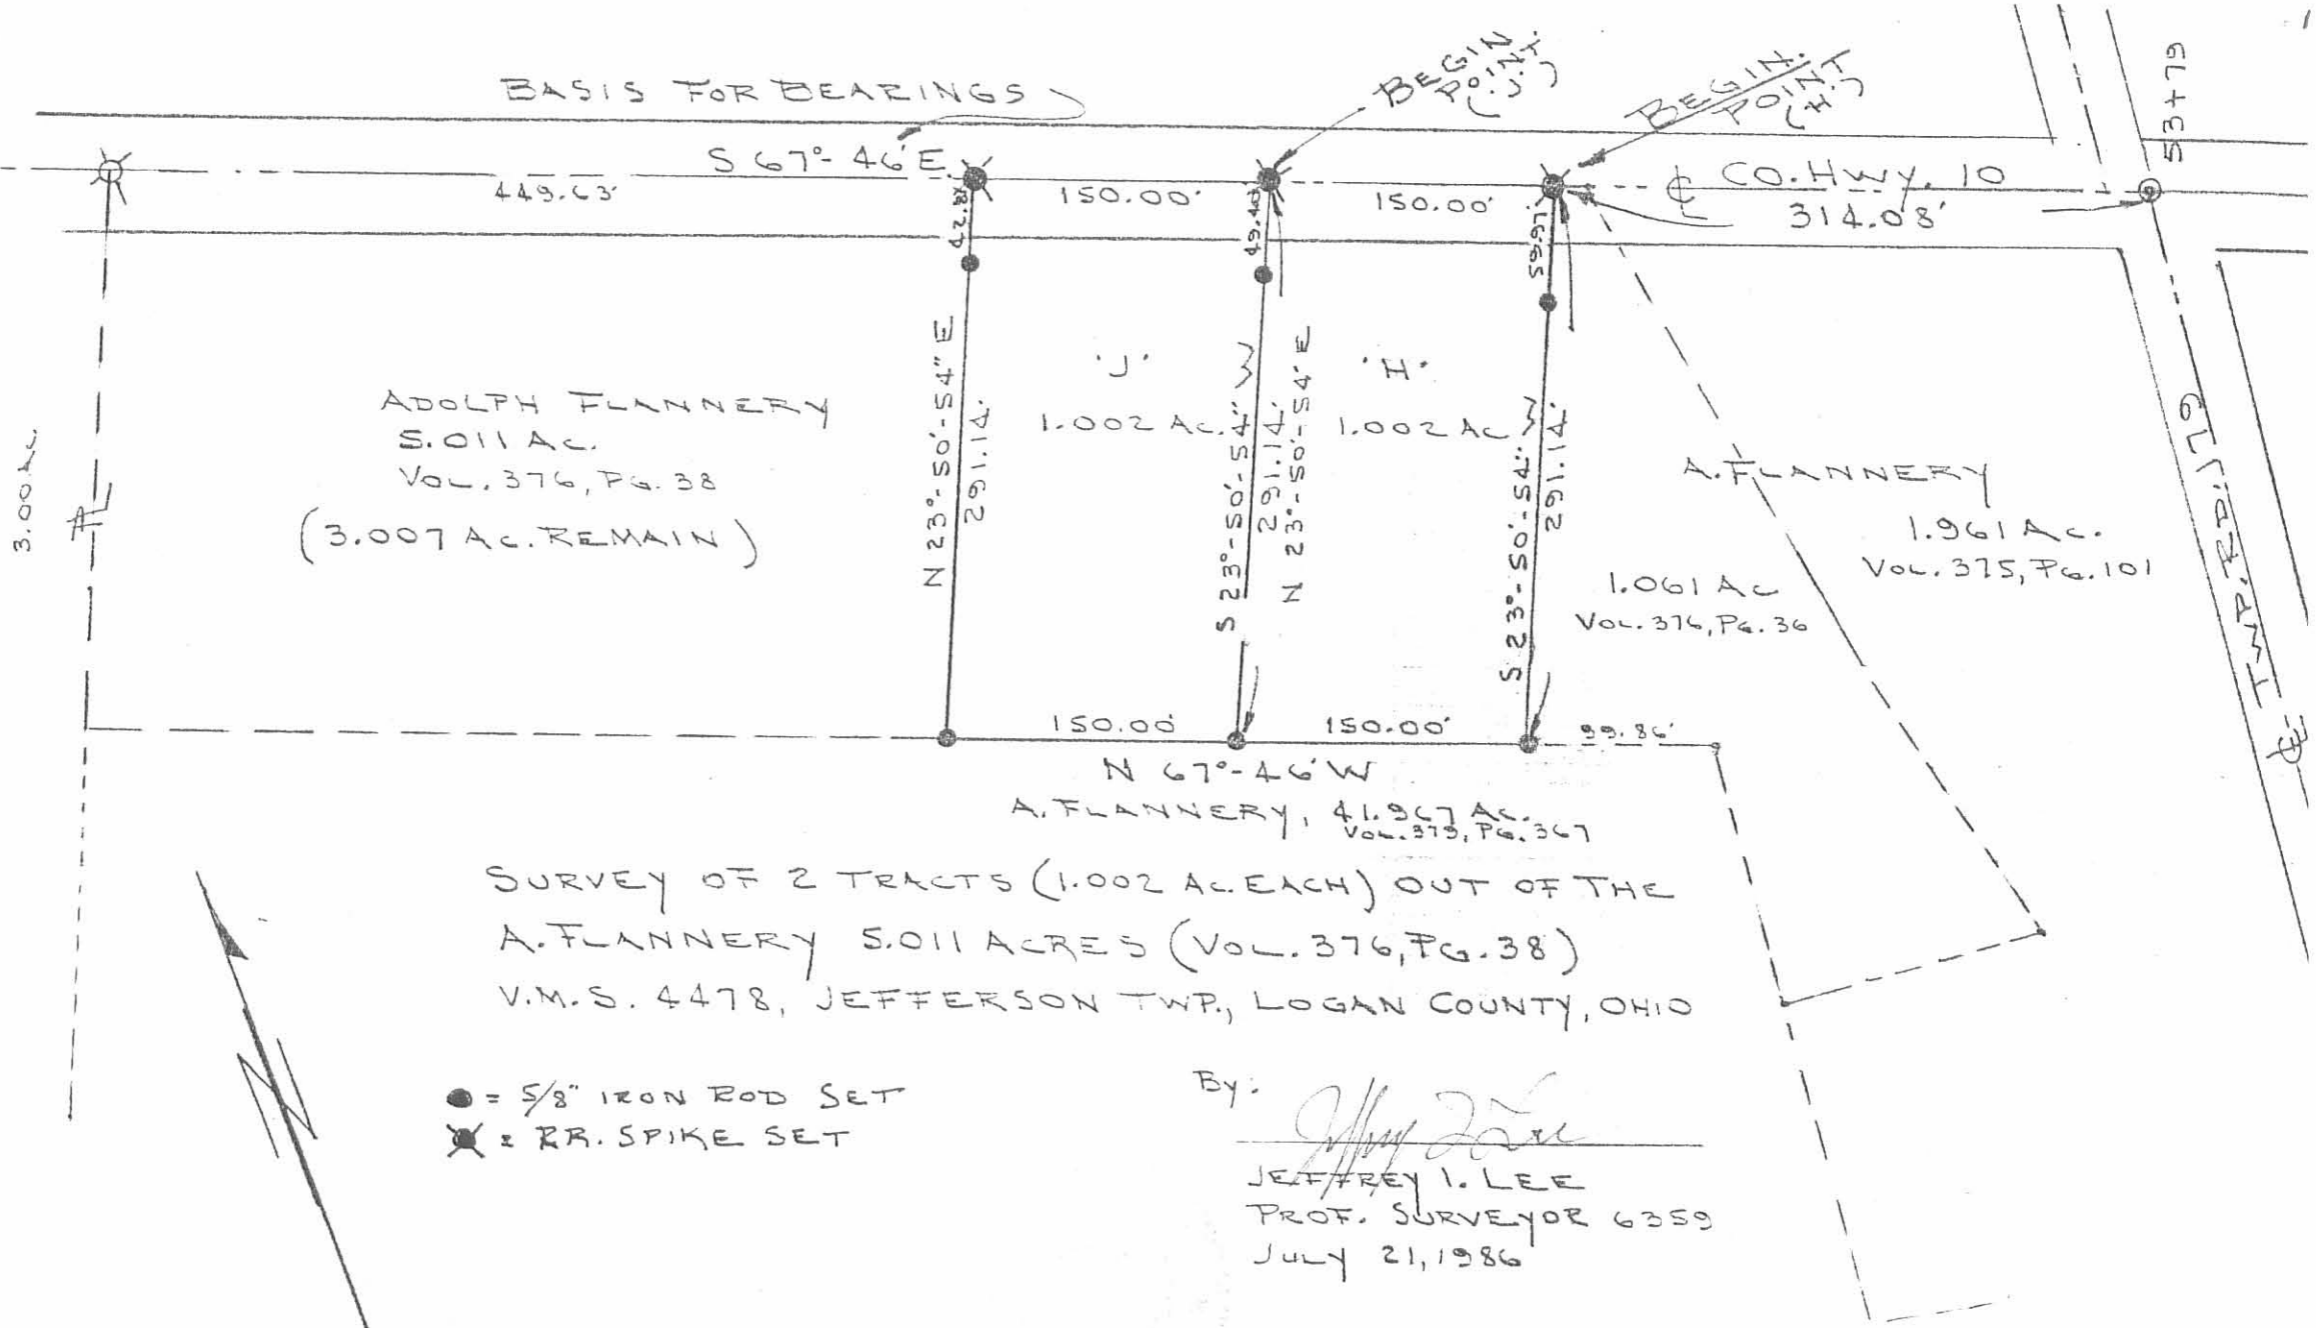 BASIS FOR BEARINGS
BEGIN.
POINT
(J.)
BEGIN.
POINT
(H.)
53+79
S 67°-46' E
449.63'
150.00'
150.00'
℄ CO. HWY. 10
314.08'
49.40'
59.97'
N 23°-50'-54" E
291.14'
S 23°-50'-54" W
291.14'
N 23°-50'-54" E
S 23°-50'-54" W
291.14'
3.00 Ac.
ADOLPH FLANNERY
5.011 Ac.
VOL. 376, PG. 38
(3.007 AC. REMAIN)
'J'
1.002 Ac.
'H'
1.002 Ac
A. FLANNERY
1.961 Ac.
VOL. 375, PG. 101
1.061 Ac
VOL. 376, PG. 36
℄ TWP. RD. 179
150.00'
150.00'
99.86'
N 67°-46' W
A. FLANNERY, 41.967 AC.
VOL. 379, PG. 367
SURVEY OF 2 TRACTS (1.002 AC. EACH) OUT OF THE
A. FLANNERY 5.011 ACRES (VOL. 376, PG. 38)
V.M.S. 4478, JEFFERSON TWP., LOGAN COUNTY, OHIO
= 5/8" IRON ROD SET
= RR. SPIKE SET
By:
JEFFREY I. LEE
PROF. SURVEYOR 6359
JULY 21, 1986